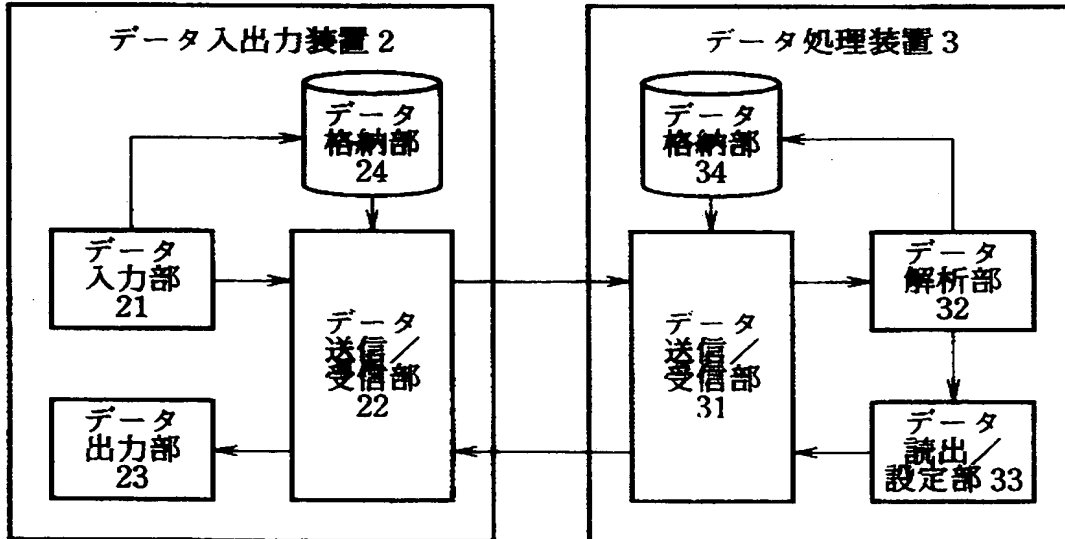 データ入出力装置2
データ
格納部
24
データ
入力部
21
データ
送信/
受信部
22
データ
出力部
23
データ処理装置3
データ
格納部
34
データ
送信/
受信部
31
データ
解析部
32
データ
読出/
設定部33